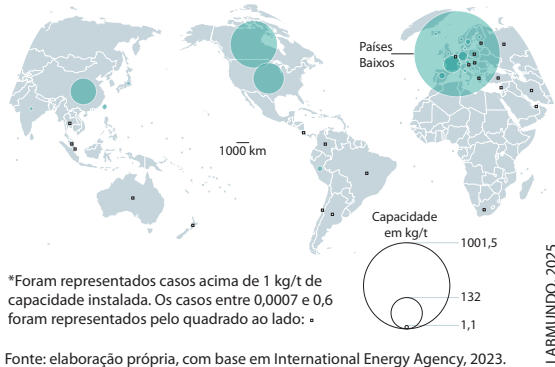 Países
Baixos
1000 km
Capacidade
em kg/t
1001,5
132
1,1
*Foram representados casos acima de 1 kg/t de
capacidade instalada. Os casos entre 0,0007 e 0,6
foram representados pelo quadrado ao lado:
Fonte: elaboração própria, com base em International Energy Agency, 2023.
LABMUNDO, 2025